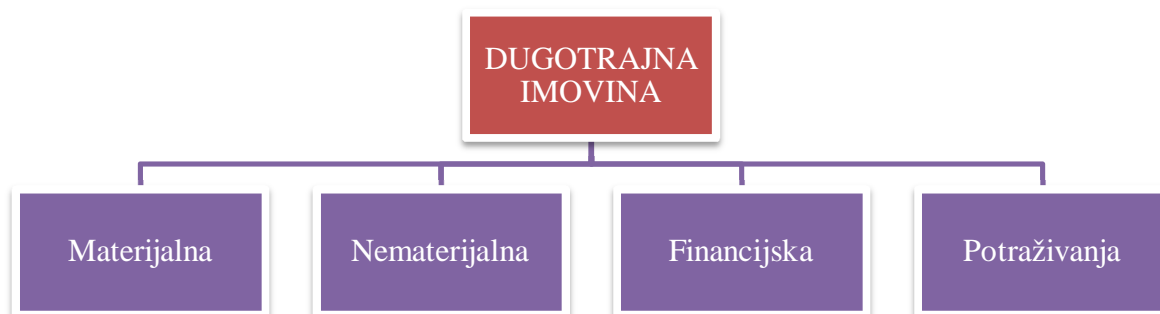 DUGOTRAJNA
IMOVINA
Materijalna
Nematerijalna
Financijska
Potraživanja